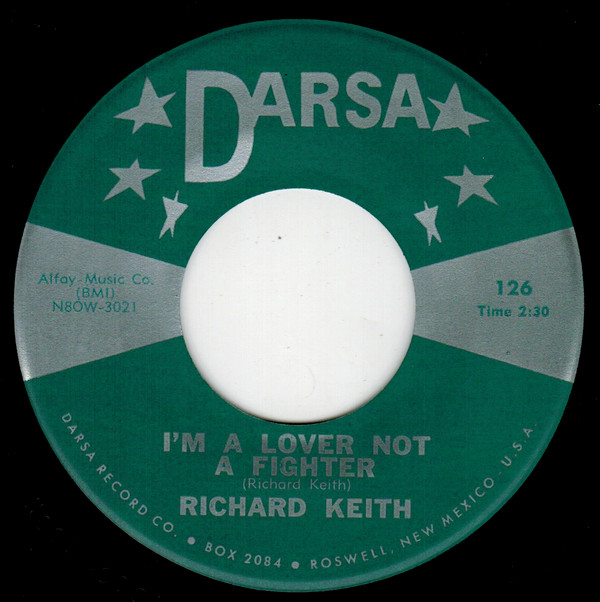 DARSA
Alfay-Music Co.
(BMI)
N8OW-3021
126
Time 2:30
I'M A LOVER NOT
A FIGHTER
(Richard Keith)
RICHARD KEITH
DARSA RECORD CO. ● BOX 2084 ● ROSWELL, NEW MEXICO - U.S.A.